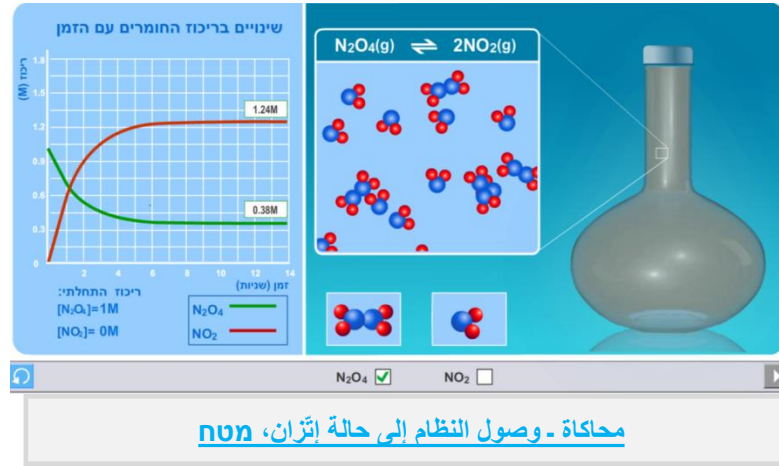 שינויים בריכוז החומרים עם הזמן
ריכוז (M)
1.8
1.5
1.2
0.9
0.6
0.3
0
1.24M
0.38M
2 4 6 8 10 12 14
זמן (שניות)
ריכוז התחלתי:
[N₂O₄]=1M
[NO₂]= 0M
N₂O₄
NO₂
N₂O₄(g) ⇌ 2NO₂(g)
N₂O₄
NO₂
محاكاة ـ وصول النظام إلى حالة إتّزان، מטח